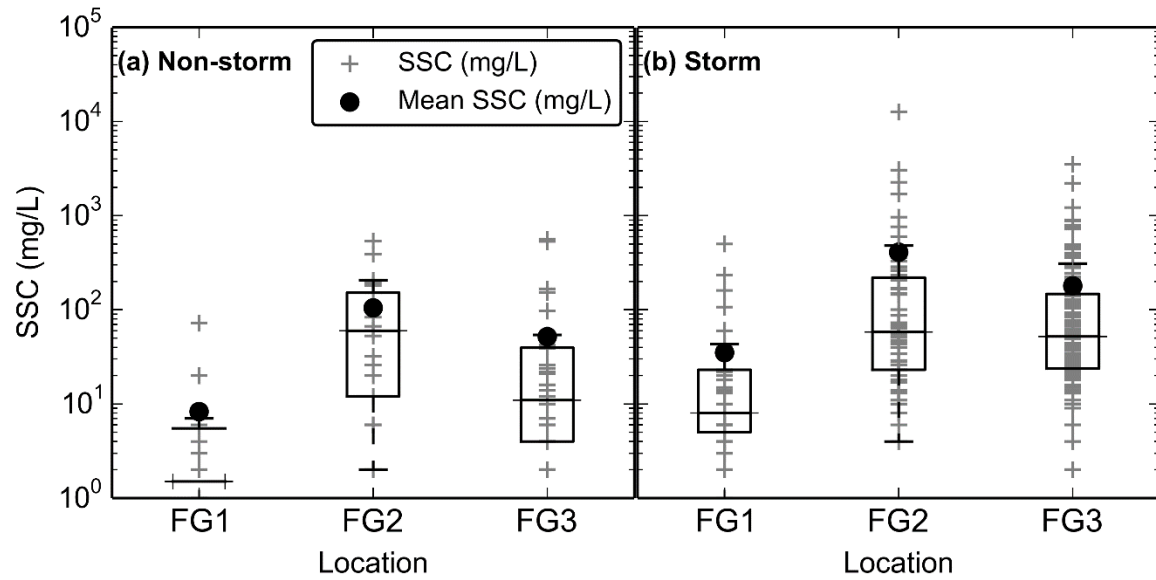 (a) Non-storm
SSC (mg/L)
Mean SSC (mg/L)
(b) Storm
SSC (mg/L)
10^5
10^4
10^3
10^2
10^1
10^0
FG1 FG2 FG3
Location
FG1 FG2 FG3
Location